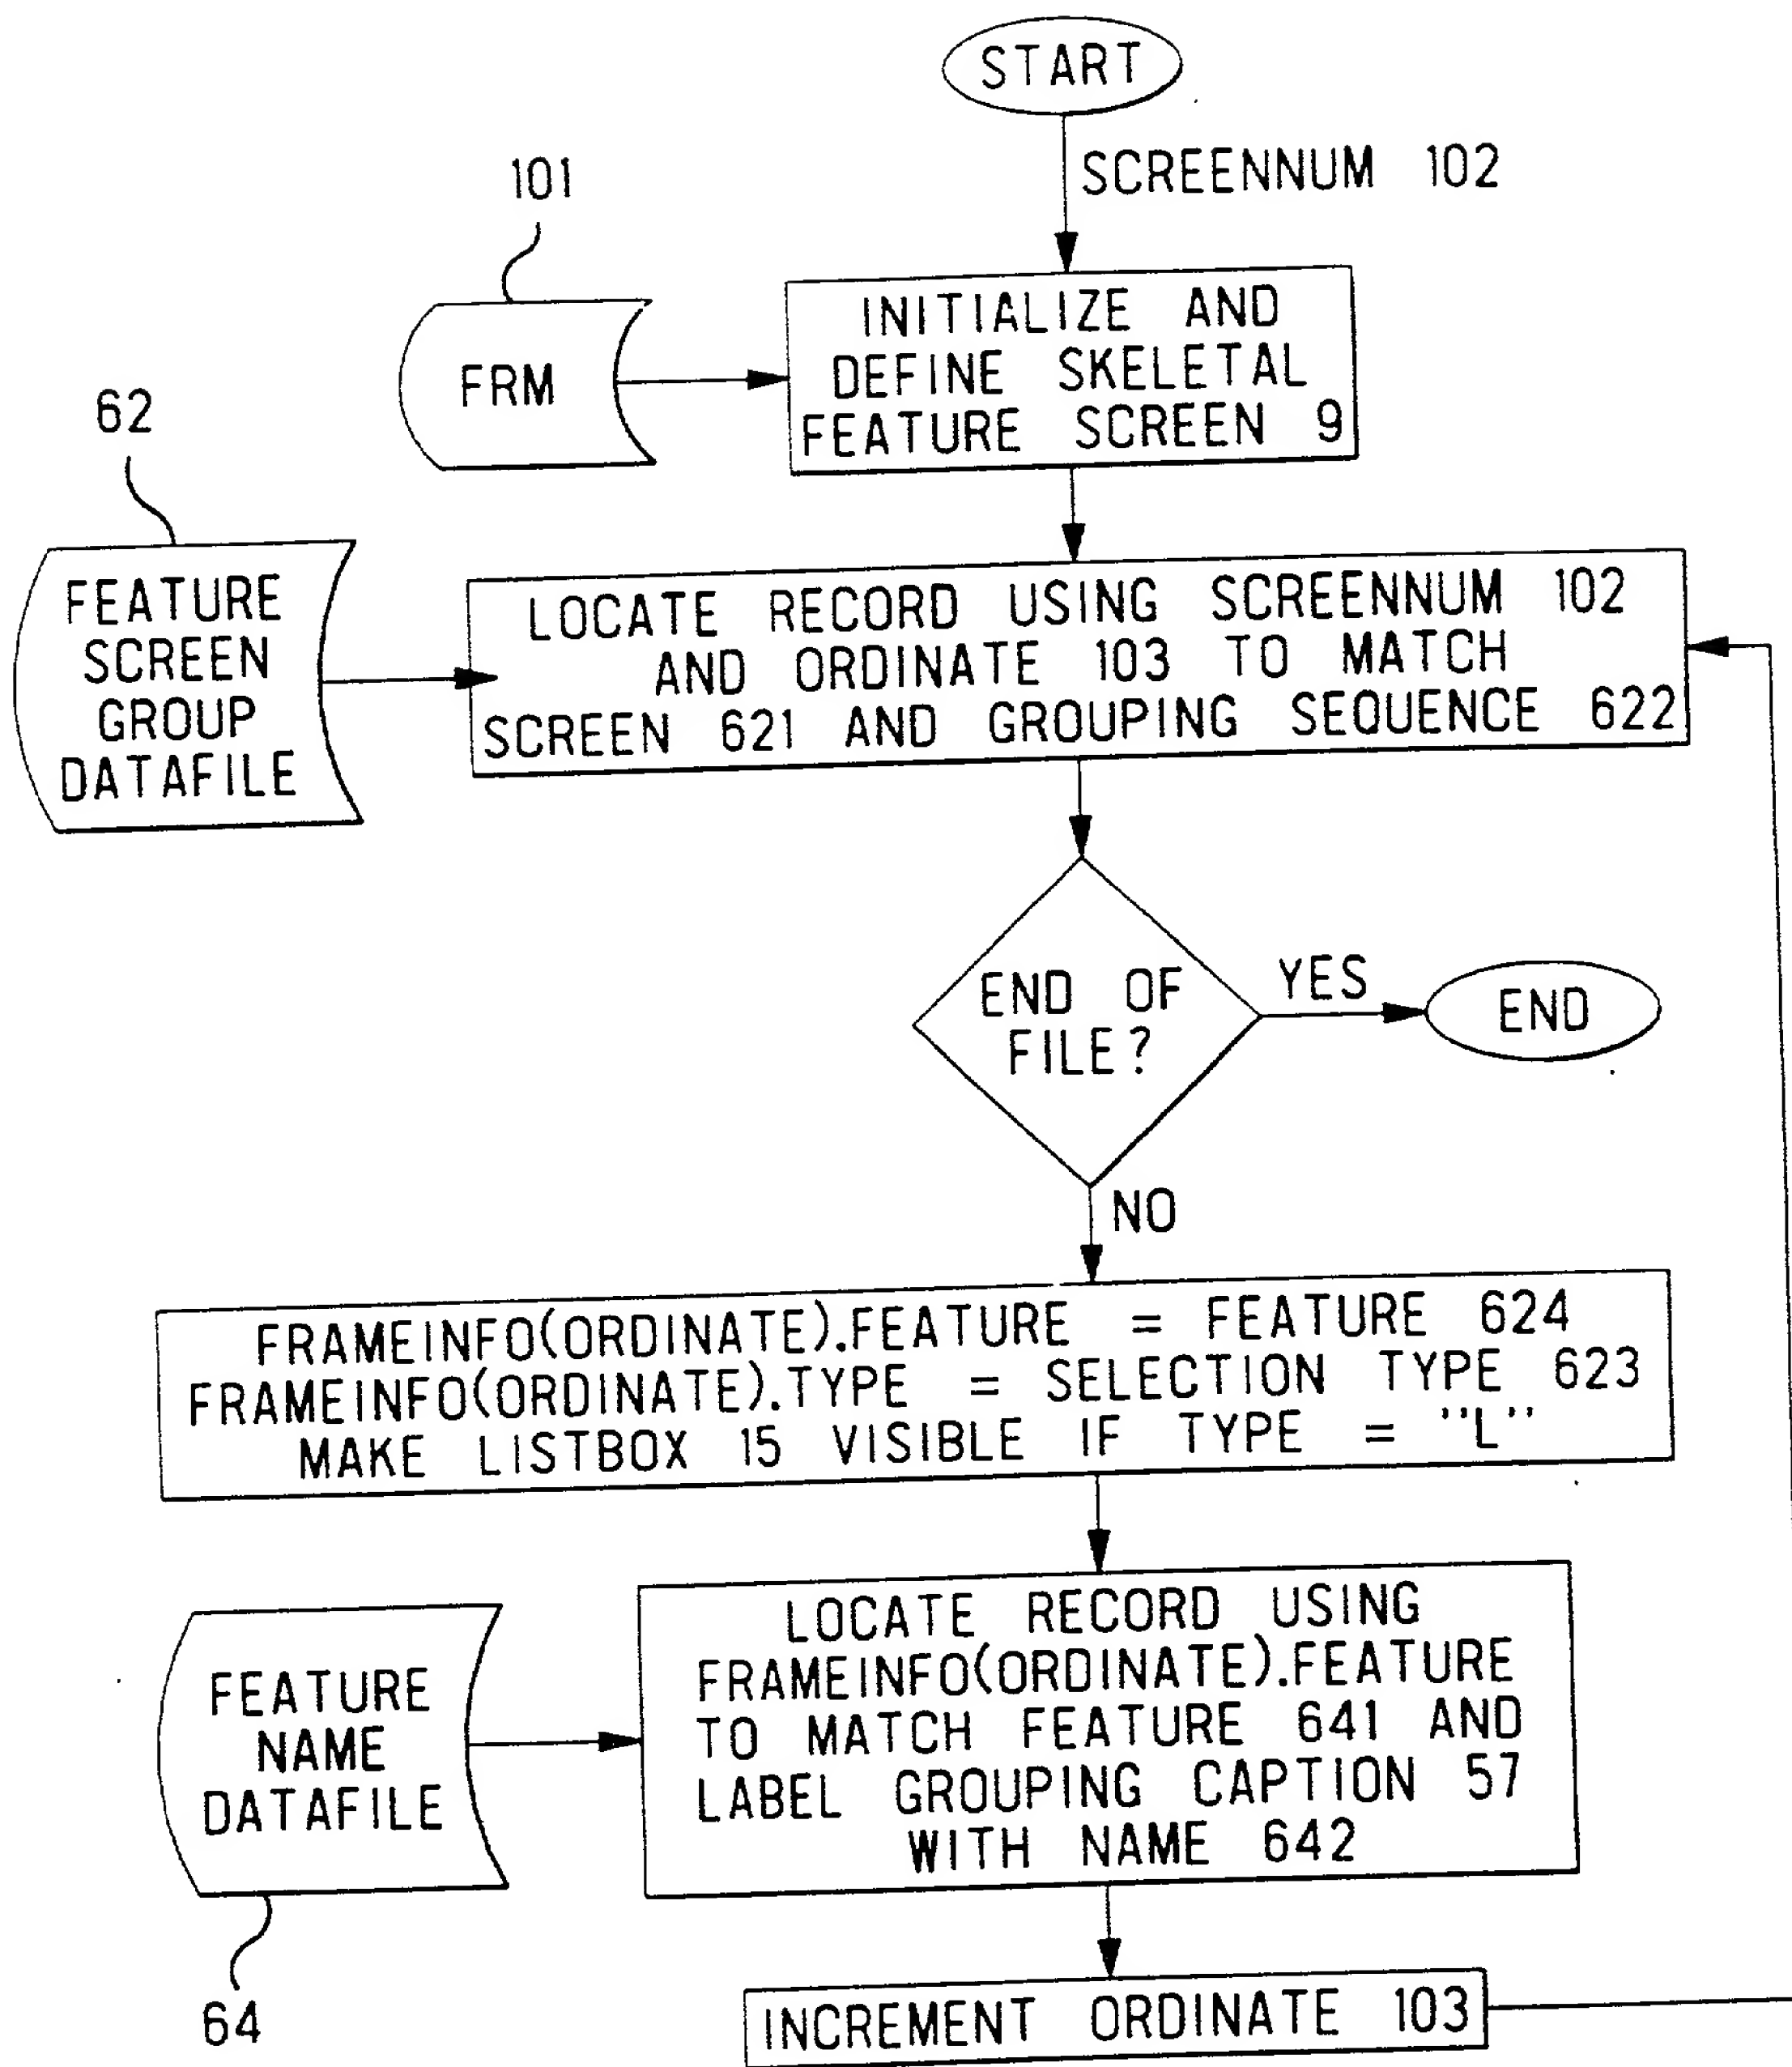 START
SCREENNUM 102
101
INITIALIZE AND
DEFINE SKELETAL
FEATURE SCREEN 9
FRM
62
FEATURE
SCREEN
GROUP
DATAFILE
LOCATE RECORD USING SCREENNUM 102
AND ORDINATE 103 TO MATCH
SCREEN 621 AND GROUPING SEQUENCE 622
END OF
FILE?
YES
END
NO
FRAMEINFO(ORDINATE).FEATURE = FEATURE 624
FRAMEINFO(ORDINATE).TYPE = SELECTION TYPE 623
MAKE LISTBOX 15 VISIBLE IF TYPE = ''L''
FEATURE
NAME
DATAFILE
64
LOCATE RECORD USING
FRAMEINFO(ORDINATE).FEATURE
TO MATCH FEATURE 641 AND
LABEL GROUPING CAPTION 57
WITH NAME 642
INCREMENT ORDINATE 103